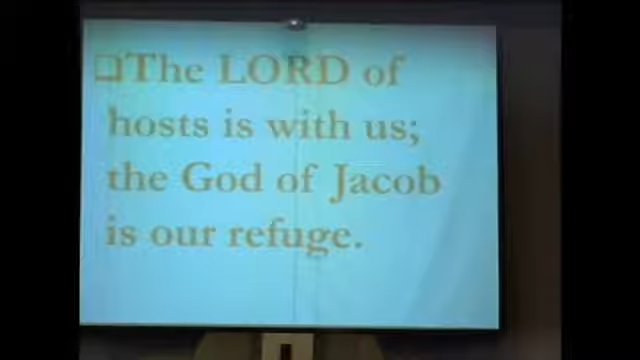 ❑The LORD of
hosts is with us;
the God of Jacob
is our refuge.